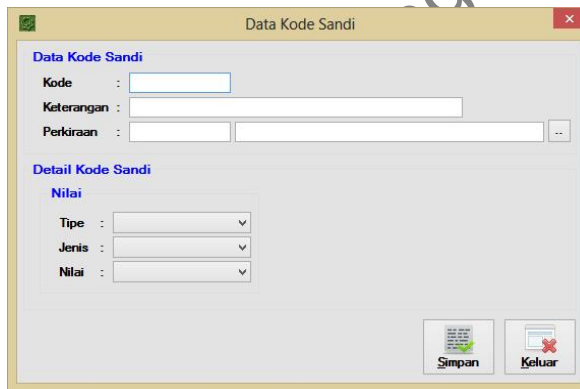 Data Kode Sandi
Data Kode Sandi
Kode :
Keterangan :
Perkiraan : --
Detail Kode Sandi
Nilai
Tipe :
Jenis :
Nilai :
Simpan Keluar